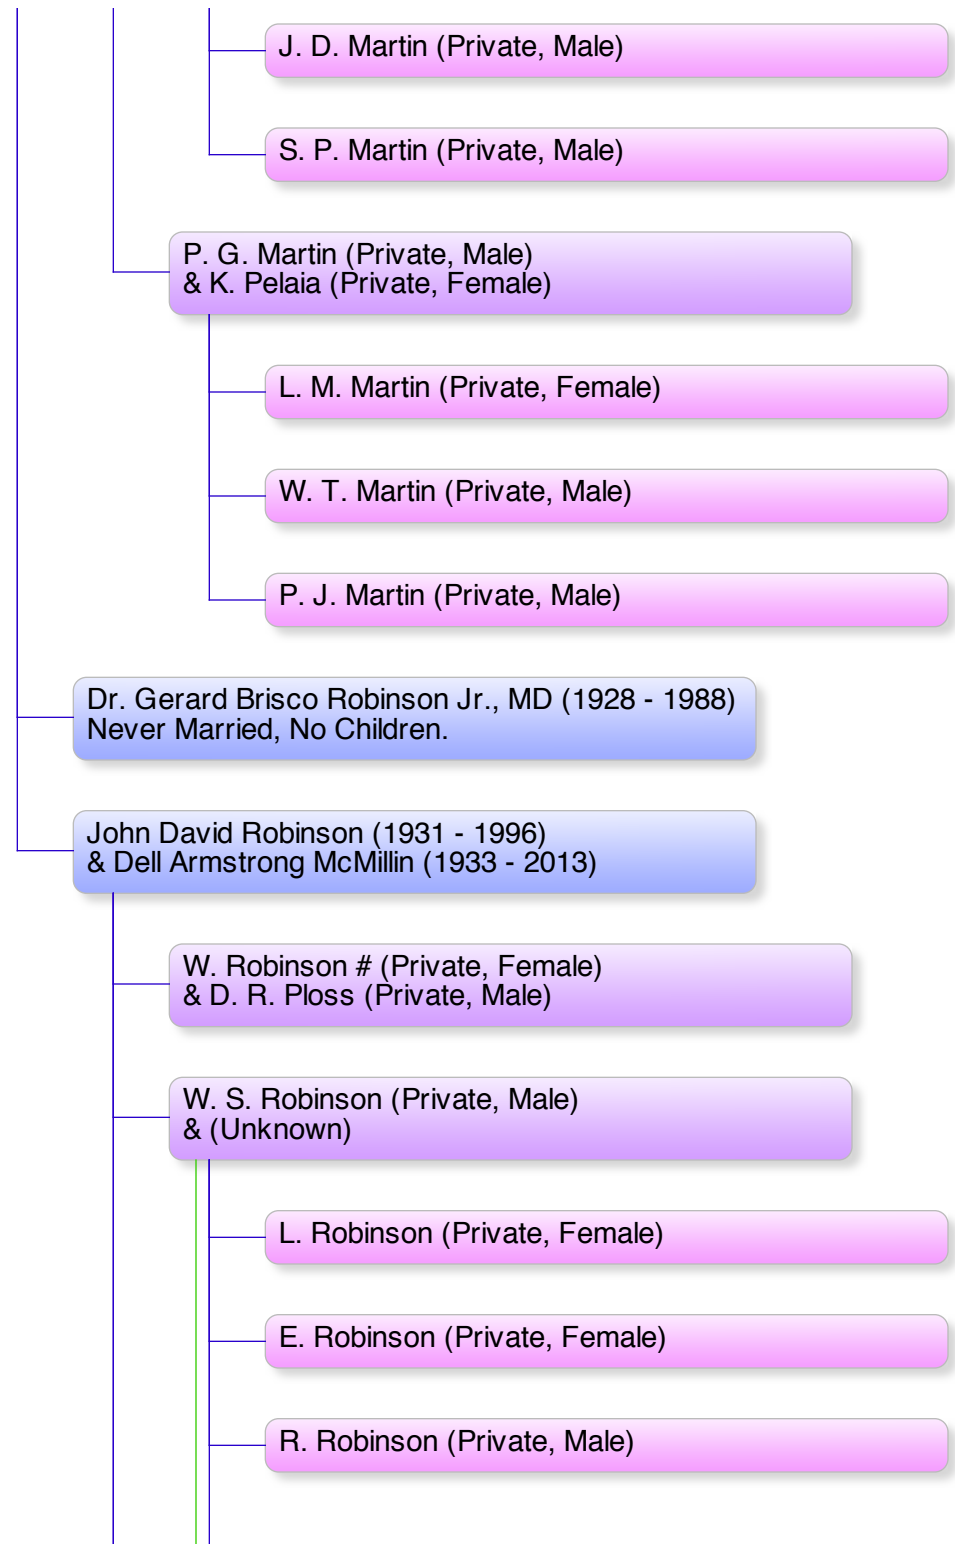 J. D. Martin (Private, Male)
S. P. Martin (Private, Male)
P. G. Martin (Private, Male)
& K. Pelaia (Private, Female)
L. M. Martin (Private, Female)
W. T. Martin (Private, Male)
P. J. Martin (Private, Male)
Dr. Gerard Brisco Robinson Jr., MD (1928 - 1988)
Never Married, No Children.
John David Robinson (1931 - 1996)
& Dell Armstrong McMillin (1933 - 2013)
W. Robinson # (Private, Female)
& D. R. Ploss (Private, Male)
W. S. Robinson (Private, Male)
& (Unknown)
L. Robinson (Private, Female)
E. Robinson (Private, Female)
R. Robinson (Private, Male)